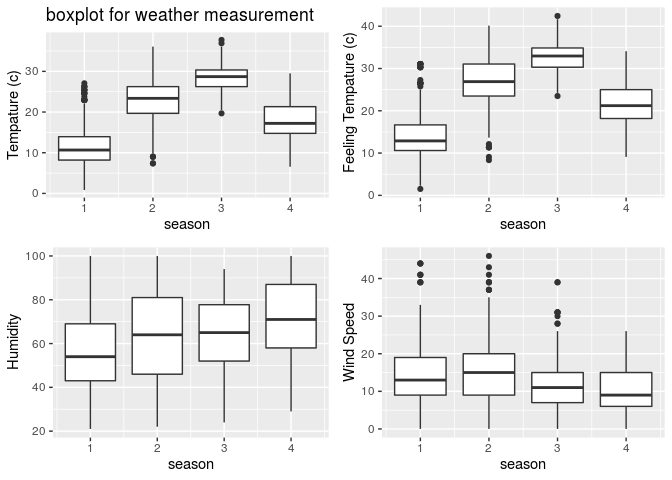 boxplot for weather measurement
Tempature (c)
30
20
10
0
1 2 3 4
season
Feeling Tempature (c)
40
30
20
10
0
1 2 3 4
season
Humidity
100
80
60
40
20
1 2 3 4
season
Wind Speed
40
30
20
10
0
1 2 3 4
season